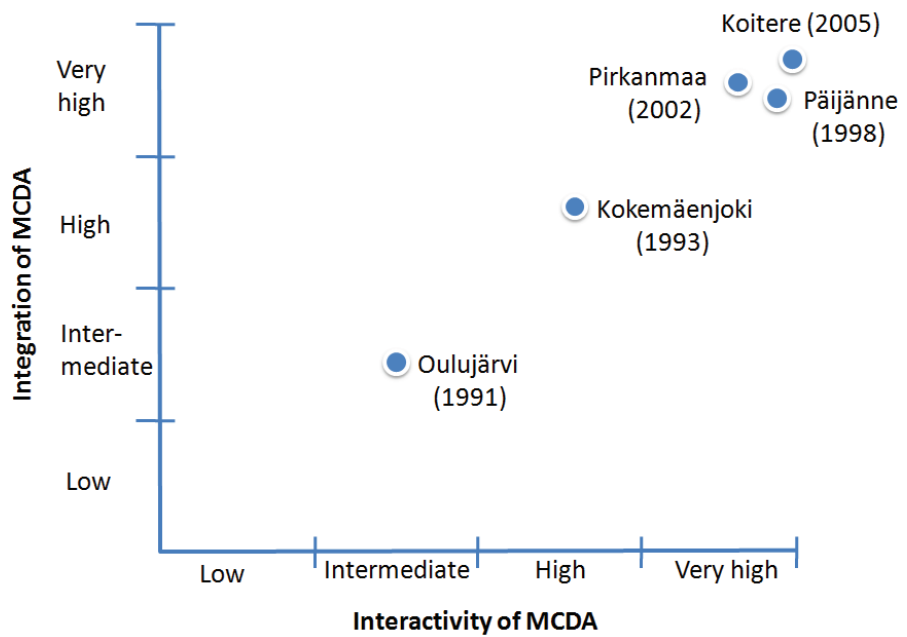 Koitere (2005)
Pirkanmaa
(2002)
Päijänne
(1998)
Kokemäenjoki
(1993)
Oulujärvi
(1991)
Very
high
High
Inter-
mediate
Low
Integration of MCDA
Low
Intermediate
High
Very high
Interactivity of MCDA